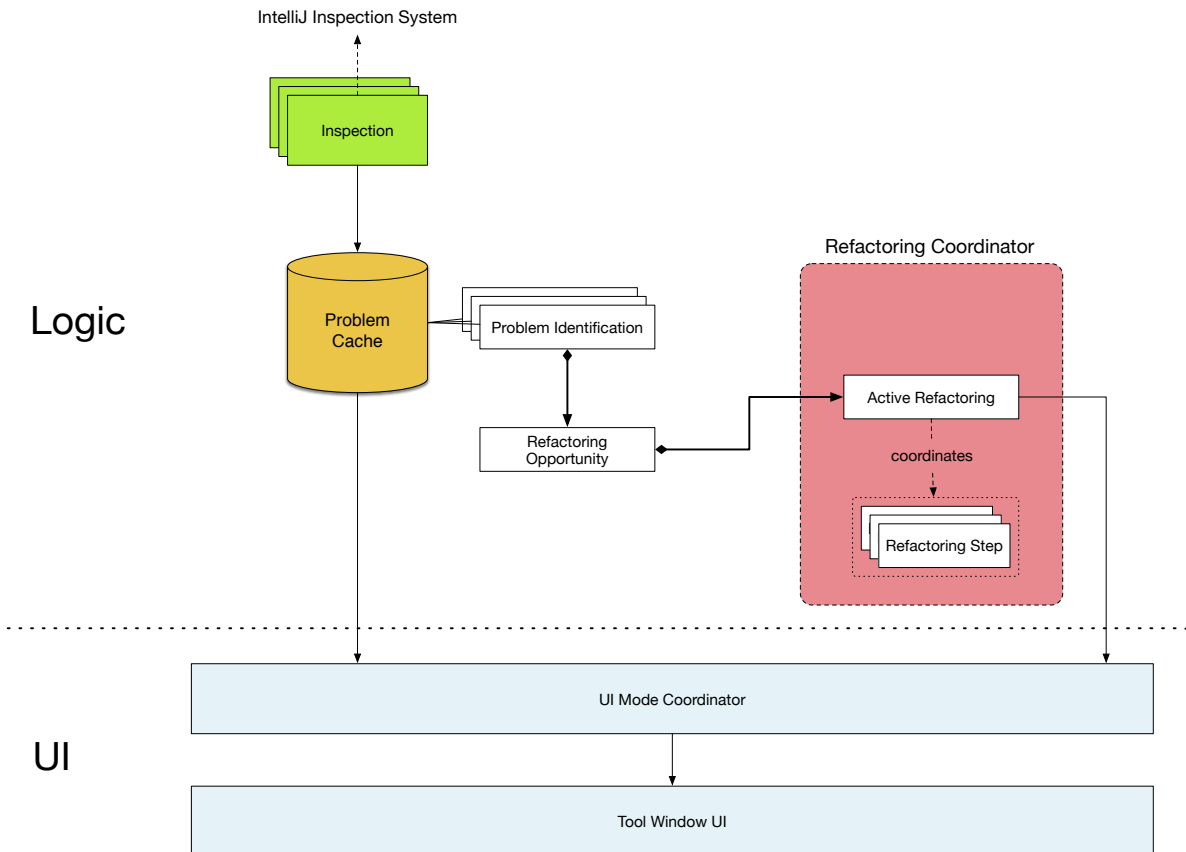 IntelliJ Inspection System
Inspection
Refactoring Coordinator
Logic
Problem
Cache
Problem Identification
Active Refactoring
Refactoring
Opportunity
coordinates
Refactoring Step
UI Mode Coordinator
UI
Tool Window UI